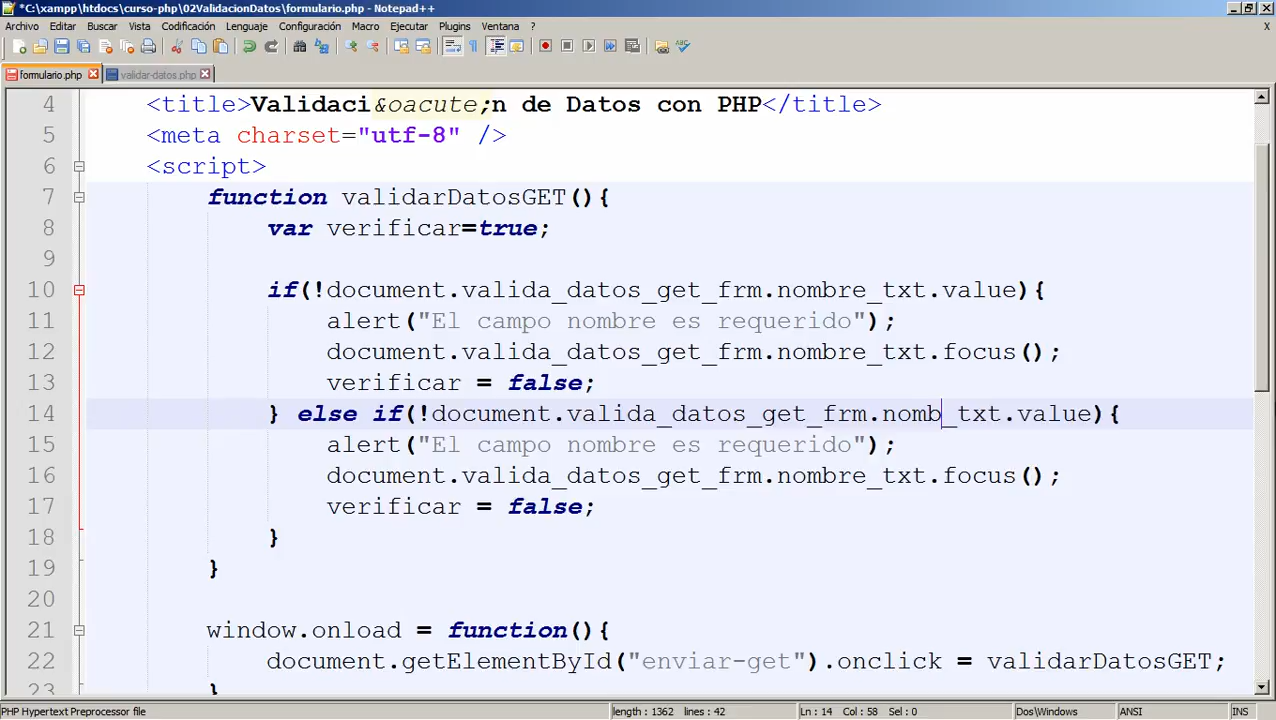 *C:\xampp\htdocs\curso-php\02ValidacionDatos\formulario.php - Notepad++
Archivo Editar Buscar Vista Codificación Lenguaje Configuración Macro Ejecutar Plugins Ventana ? X
formulario.php validar-datos.php
4 <title>Validaci&oacute;n de Datos con PHP</title>
5 <meta charset="utf-8" />
6 <script>
7 function validarDatosGET(){
8 var verificar=true;
9
10 if(!document.valida_datos_get_frm.nombre_txt.value){
11 alert("El campo nombre es requerido");
12 document.valida_datos_get_frm.nombre_txt.focus();
13 verificar = false;
14 } else if(!document.valida_datos_get_frm.nomb_txt.value){
15 alert("El campo nombre es requerido");
16 document.valida_datos_get_frm.nombre_txt.focus();
17 verificar = false;
18 }
19 }
20
21 window.onload = function(){
22 document.getElementById("enviar-get").onclick = validarDatosGET;
23 }
PHP Hypertext Preprocessor file length : 1362 lines : 42 Ln : 14 Col : 58 Sel : 0 Dos\Windows ANSI INS